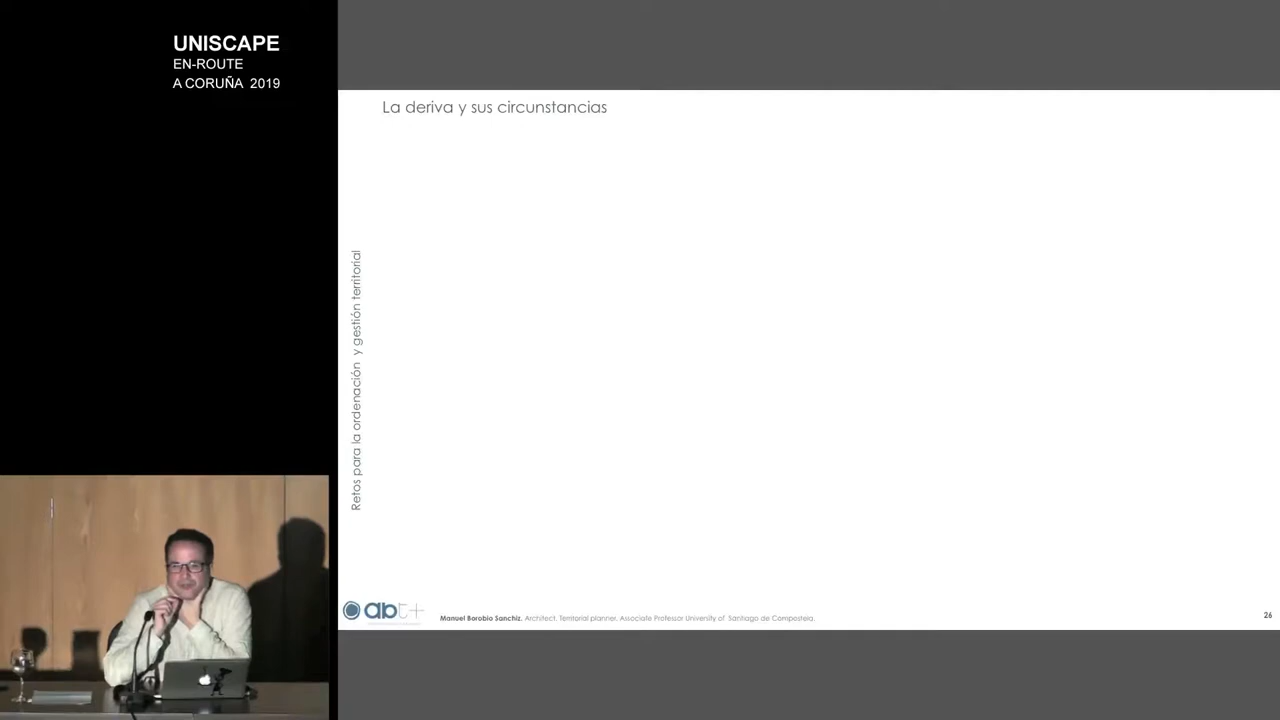 UNISCAPE
EN-ROUTE
A CORUÑA 2019
La deriva y sus circunstancias
Retos para la ordenación y gestión territorial
abt+
Manuel Borobio Sanchiz. Architect. Territorial planner. Associate Professor University of Santiago de Compostela.
26